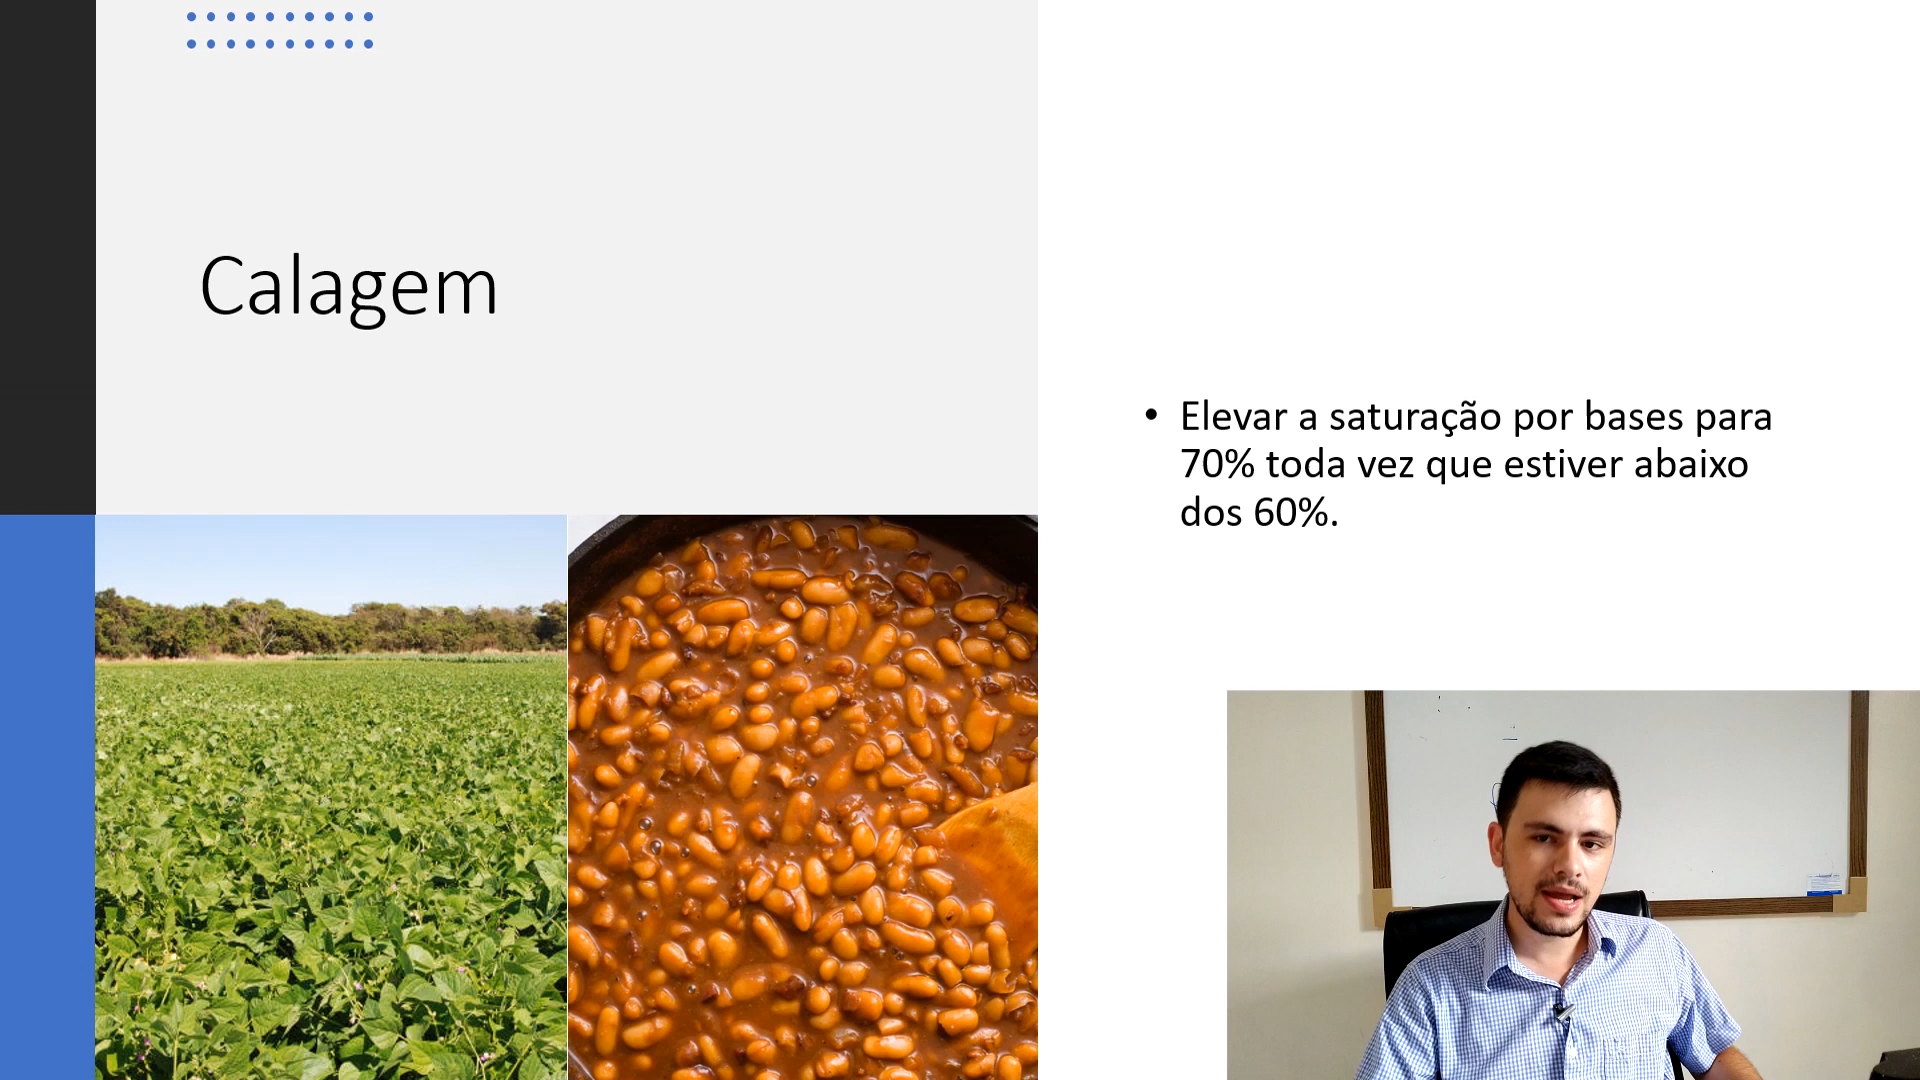 Calagem
• Elevar a saturação por bases para
70% toda vez que estiver abaixo
dos 60%.